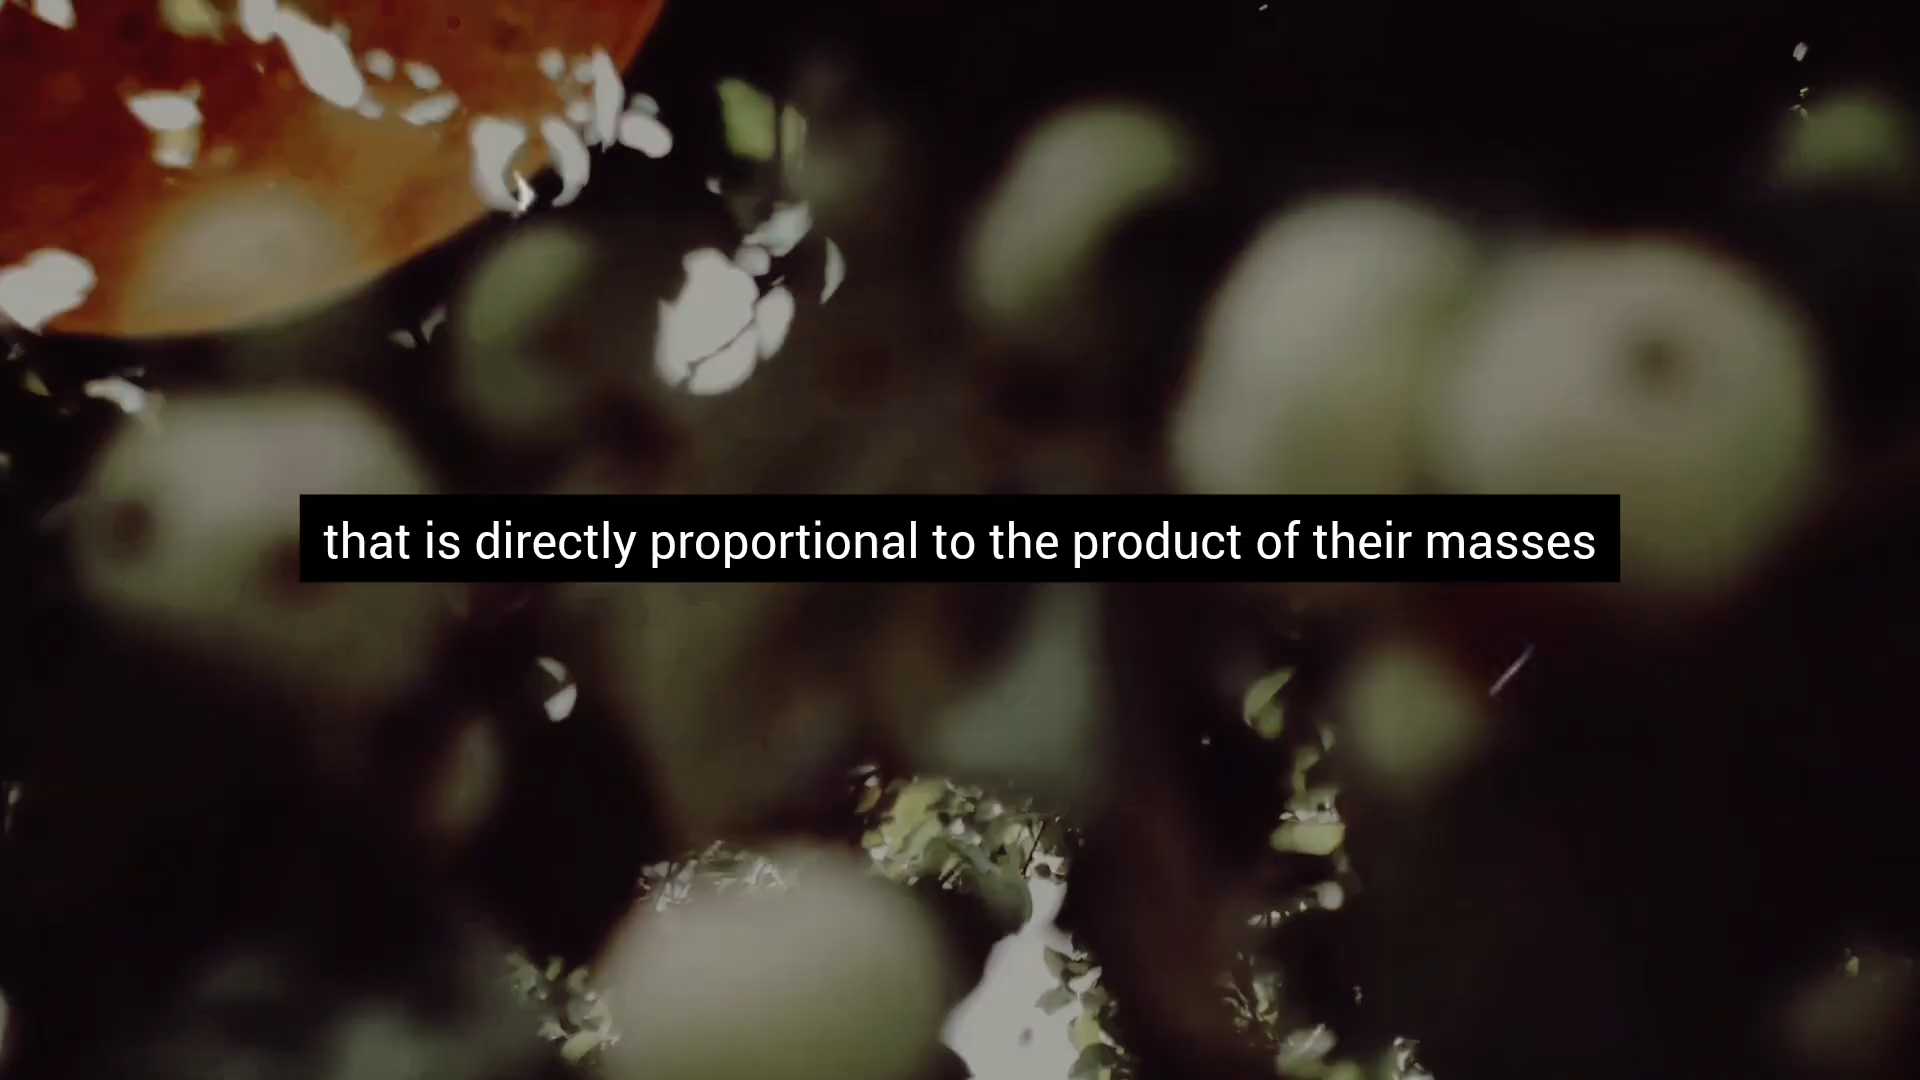 that is directly proportional to the product of their masses